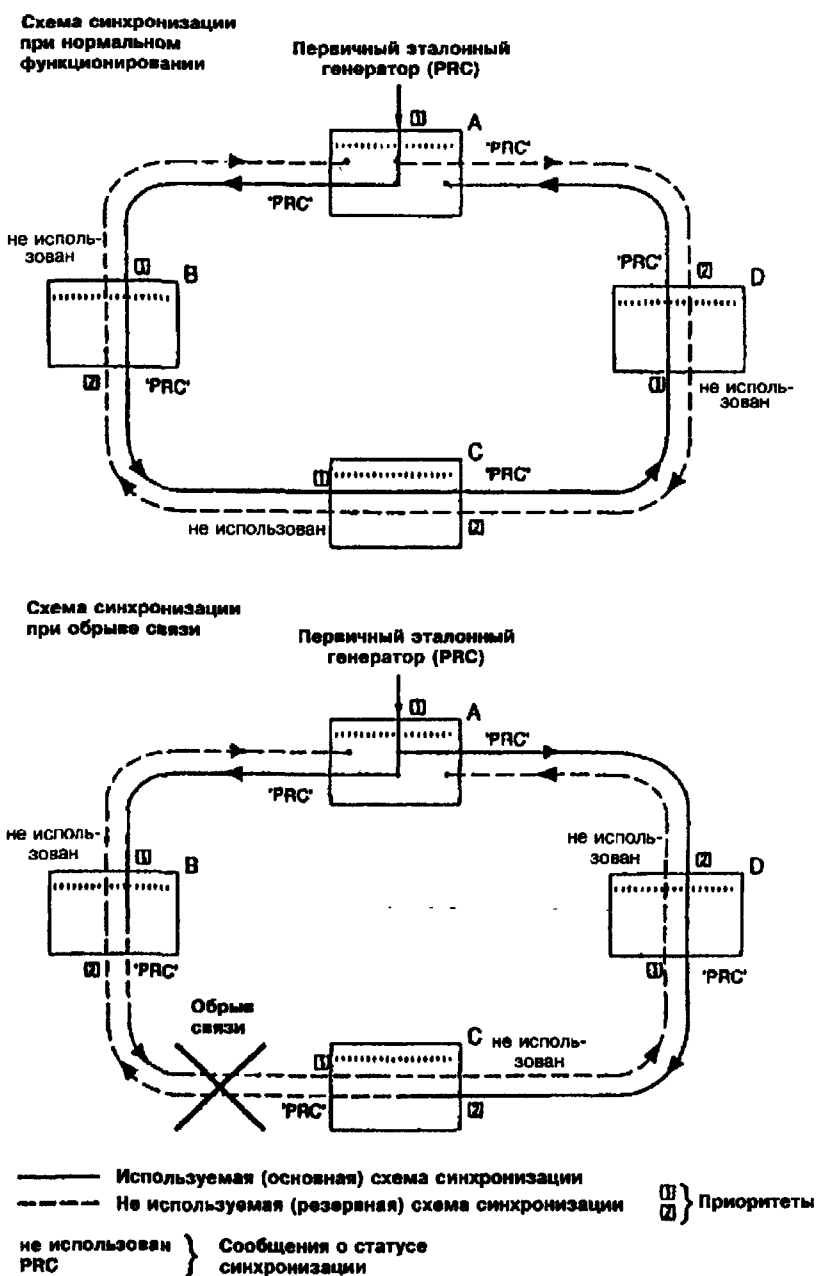 Схема синхронизации
при нормальном
функционировании
Первичный эталонный
генератор (PRC)
[1]
A
"PRC"
"PRC"
не исполь-
зован
[1]
B
"PRC"
[2]
D
[2]
"PRC"
[1]
не исполь-
зован
C
[1]
"PRC"
не использован
[2]
Схема синхронизации
при обрыве связи
Первичный эталонный
генератор (PRC)
[1]
A
"PRC"
"PRC"
не исполь-
зован
[1]
B
не исполь-
зован
[2]
D
[2]
"PRC"
[1]
"PRC"
Обрыв
связи
C
не исполь-
зован
[1]
"PRC"
[2]
Используемая (основная) схема синхронизации
Не используемая (резервная) схема синхронизации
[1]
[2]
Приоритеты
не использован
PRC
Сообщения о статусе
синхронизации